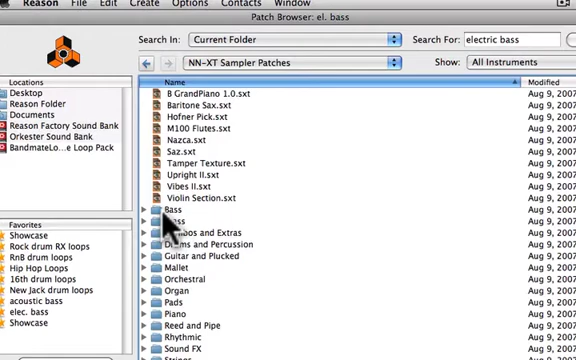 Reason File Edit Create Options Contacts Window
Patch Browser: el. bass
Search In: Current Folder Search For: electric bass
NN-XT Sampler Patches Show: All Instruments
Locations
Desktop
Reason Folder
Documents
Reason Factory Sound Bank
Orkester Sound Bank
BandmateLo...e Loop Pack
Favorites
Showcase
Rock drum RX loops
RnB drum loops
Hip Hop Loops
16th drum loops
New Jack drum loops
acoustic bass
elec. bass
Showcase
Name Modified
B GrandPiano 1.0.sxt Aug 9, 2007
Baritone Sax.sxt Aug 9, 2007
Hofner Pick.sxt Aug 9, 2007
M100 Flutes.sxt Aug 9, 2007
Nazca.sxt Aug 9, 2007
Saz.sxt Aug 9, 2007
Tamper Texture.sxt Aug 9, 2007
Upright II.sxt Aug 9, 2007
Vibes II.sxt Aug 9, 2007
Violin Section.sxt Aug 9, 2007
Bass Aug 9, 2007
Aug 9, 2007
and Extras Aug 9, 2007
Drums and Percussion Aug 9, 2007
Guitar and Plucked Aug 9, 2007
Mallet Aug 9, 2007
Orchestral Aug 9, 2007
Organ Aug 9, 2007
Pads Aug 9, 2007
Piano Aug 9, 2007
Reed and Pipe Aug 9, 2007
Rhythmic Aug 9, 2007
Sound FX Aug 9, 2007